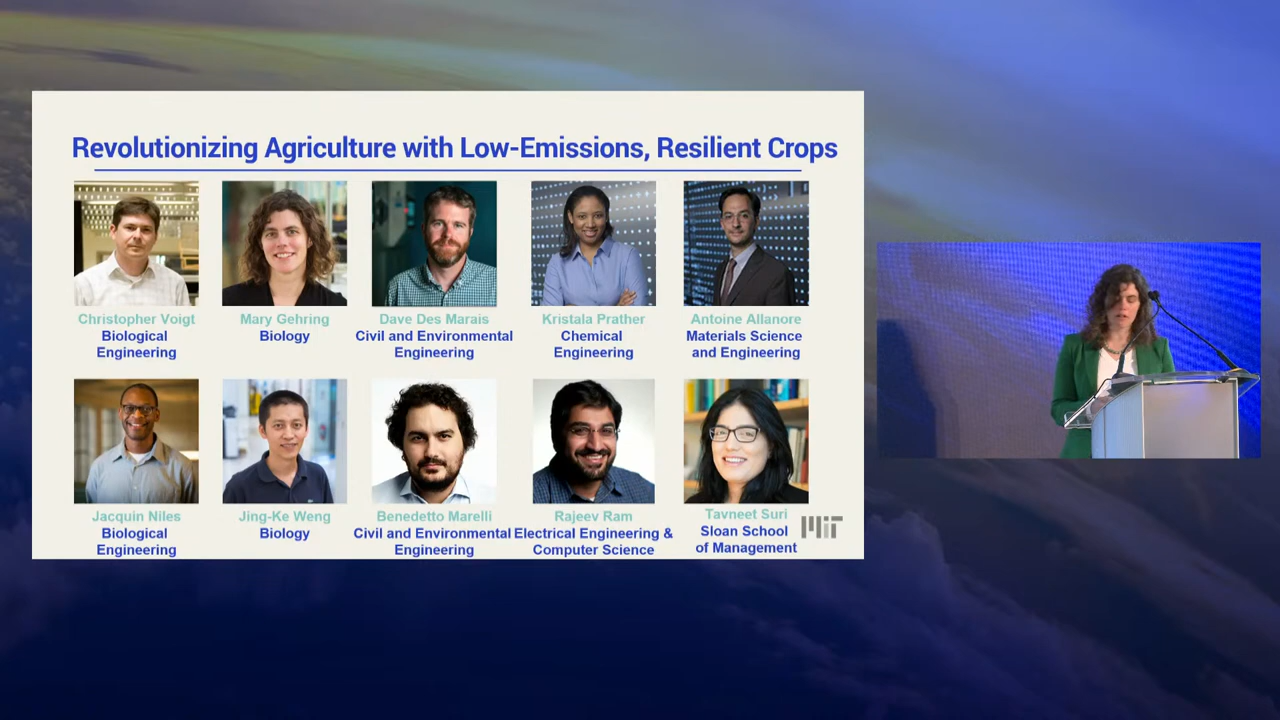 Revolutionizing Agriculture with Low-Emissions, Resilient Crops
Christopher Voigt
Biological
Engineering
Mary Gehring
Biology
Dave Des Marais
Civil and Environmental
Engineering
Kristala Prather
Chemical
Engineering
Antoine Allanore
Materials Science
and Engineering
Jacquin Niles
Biological
Engineering
Jing-Ke Weng
Biology
Benedetto Marelli
Civil and Environmental
Engineering
Rajeev Ram
Electrical Engineering &
Computer Science
Tavneet Suri
Sloan School
of Management
MIT